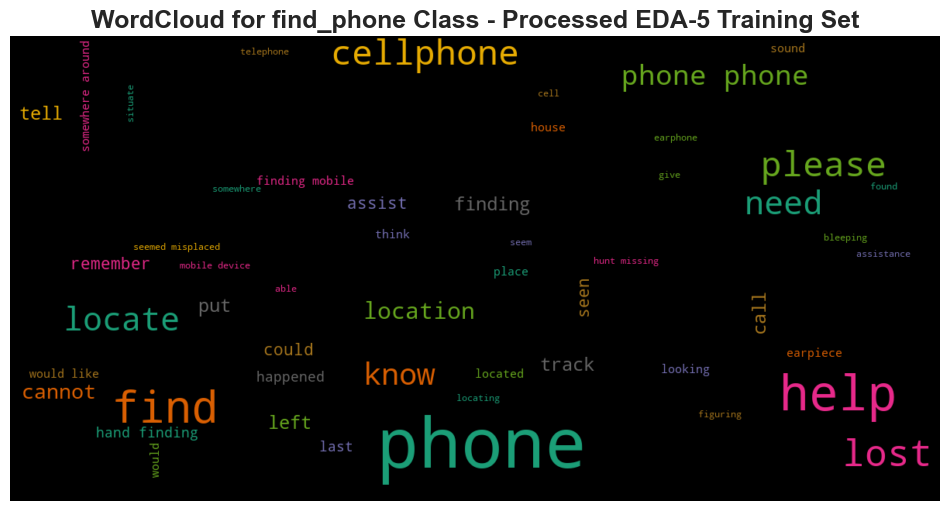 WordCloud for find_phone Class - Processed EDA-5 Training Set
cellphone
telephone
sound
phone phone
somewhere around
situate
tell
cell
house
earphone
please
give
found
finding mobile
somewhere
assist
finding
need
think
seem
bleeping
assistance
seemed misplaced
remember
mobile device
hunt missing
place
able
seen
call
put
location
locate
could
track
earpiece
would like
happened
know
located
looking
cannot
find
locating
help
figuring
left
hand finding
last
phone
lost
would